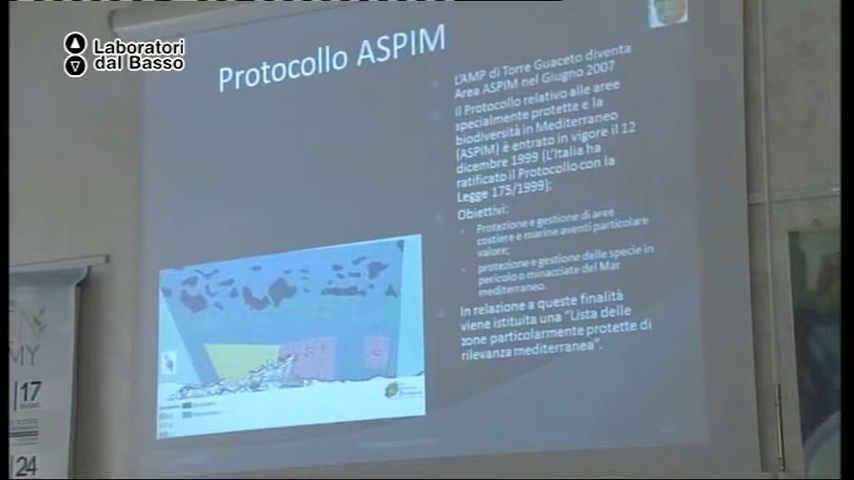 Laboratori
dal Basso
Protocollo ASPIM
L'AMP di Torre Guaceto diventa
Area ASPIM nel Giugno 2007
Il Protocollo relativo alle aree
specialmente protette e la
biodiversità in Mediterraneo
(ASPIM) è entrato in vigore il 12
dicembre 1999 (L'Italia ha
ratificato il Protocollo con la
Legge 175/1999);
Obiettivi:
Protezione e gestione di aree
costiere e marine aventi particolare
valore;
protezione e gestione delle specie in
pericolo o minacciate del Mar
mediterraneo.
In relazione a queste finalità
viene istituita una "Lista delle
zone particolarmente protette di
rilevanza mediterranea".
EN
MY
17
24